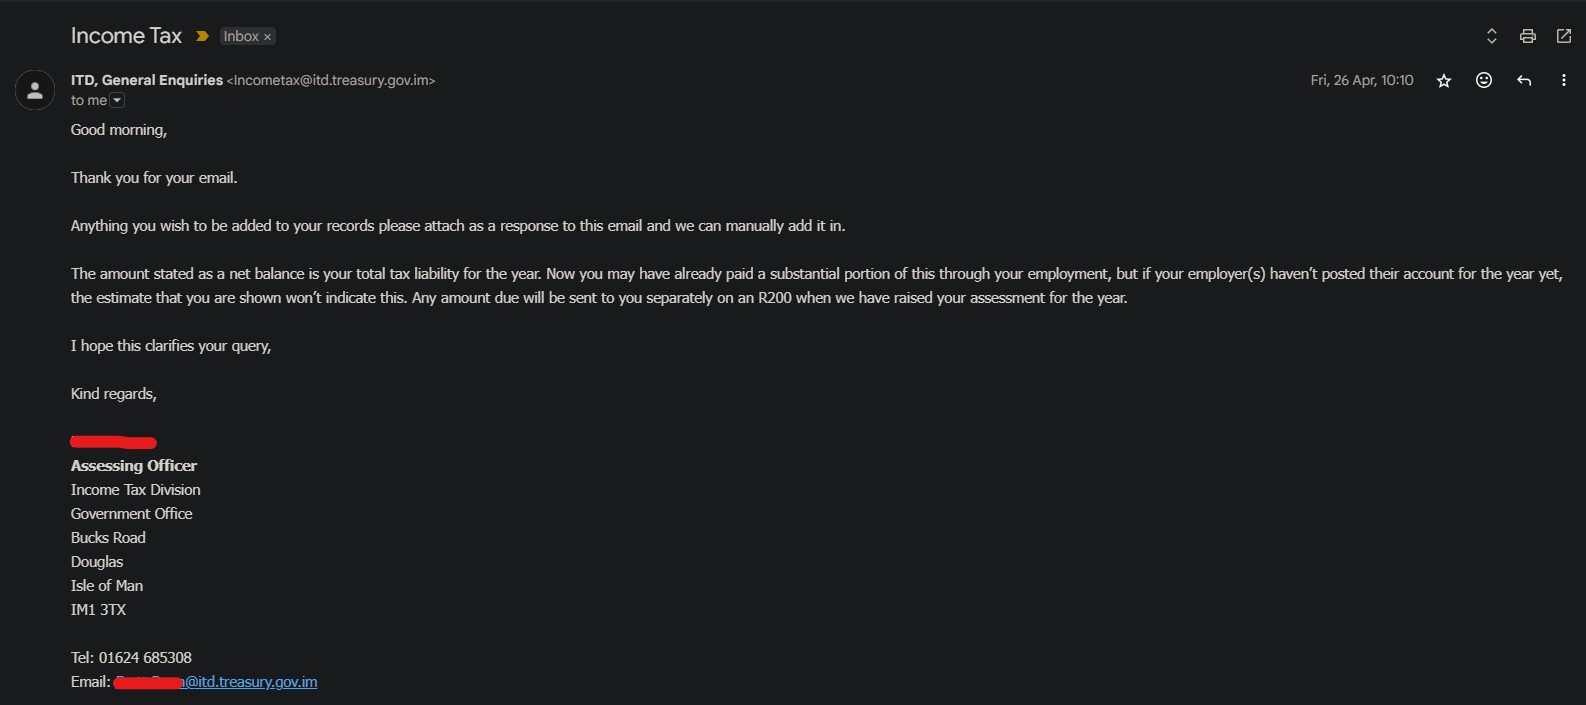 Income Tax Inbox ×
ITD, General Enquiries <Incometax@itd.treasury.gov.im> Fri, 26 Apr, 10:10
to me
Good morning,
Thank you for your email.
Anything you wish to be added to your records please attach as a response to this email and we can manually add it in.
The amount stated as a net balance is your total tax liability for the year. Now you may have already paid a substantial portion of this through your employment, but if your employer(s) haven’t posted their account for the year yet,
the estimate that you are shown won’t indicate this. Any amount due will be sent to you separately on an R200 when we have raised your assessment for the year.
I hope this clarifies your query,
Kind regards,
Assessing Officer
Income Tax Division
Government Office
Bucks Road
Douglas
Isle of Man
IM1 3TX
Tel: 01624 685308
Email: @itd.treasury.gov.im